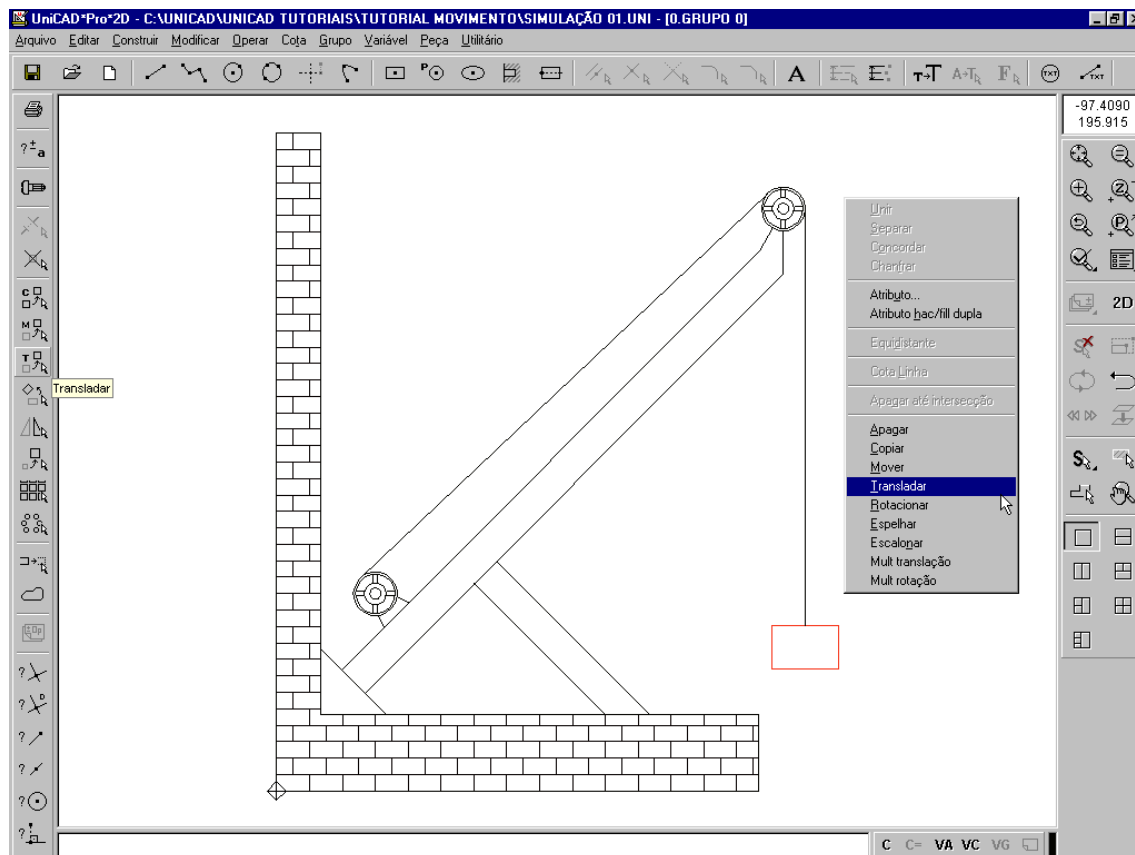 UniCAD*Pro*2D - C:\UNICAD\UNICAD TUTORIAIS\TUTORIAL MOVIMENTO\SIMULAÇÃO 01.UNI - [0.GRUPO 0]
Arquivo Editar Construir Modificar Operar Cota Grupo Variável Peça Utilitário
P A T→T A→T F TXT TXT
-97.4090
195.915
?±a
Z
P
C
M
2D
T
Transladar
S
Op
? D
?
?
?
?
Unir
Separar
Concordar
Chanfrar
Atributo...
Atributo hac/fill dupla
Equidistante
Cota Linha
Apagar até intersecção
Apagar
Copiar
Mover
Transladar
Rotacionar
Espelhar
Escalonar
Mult translação
Mult rotação
C C= VA VC VG